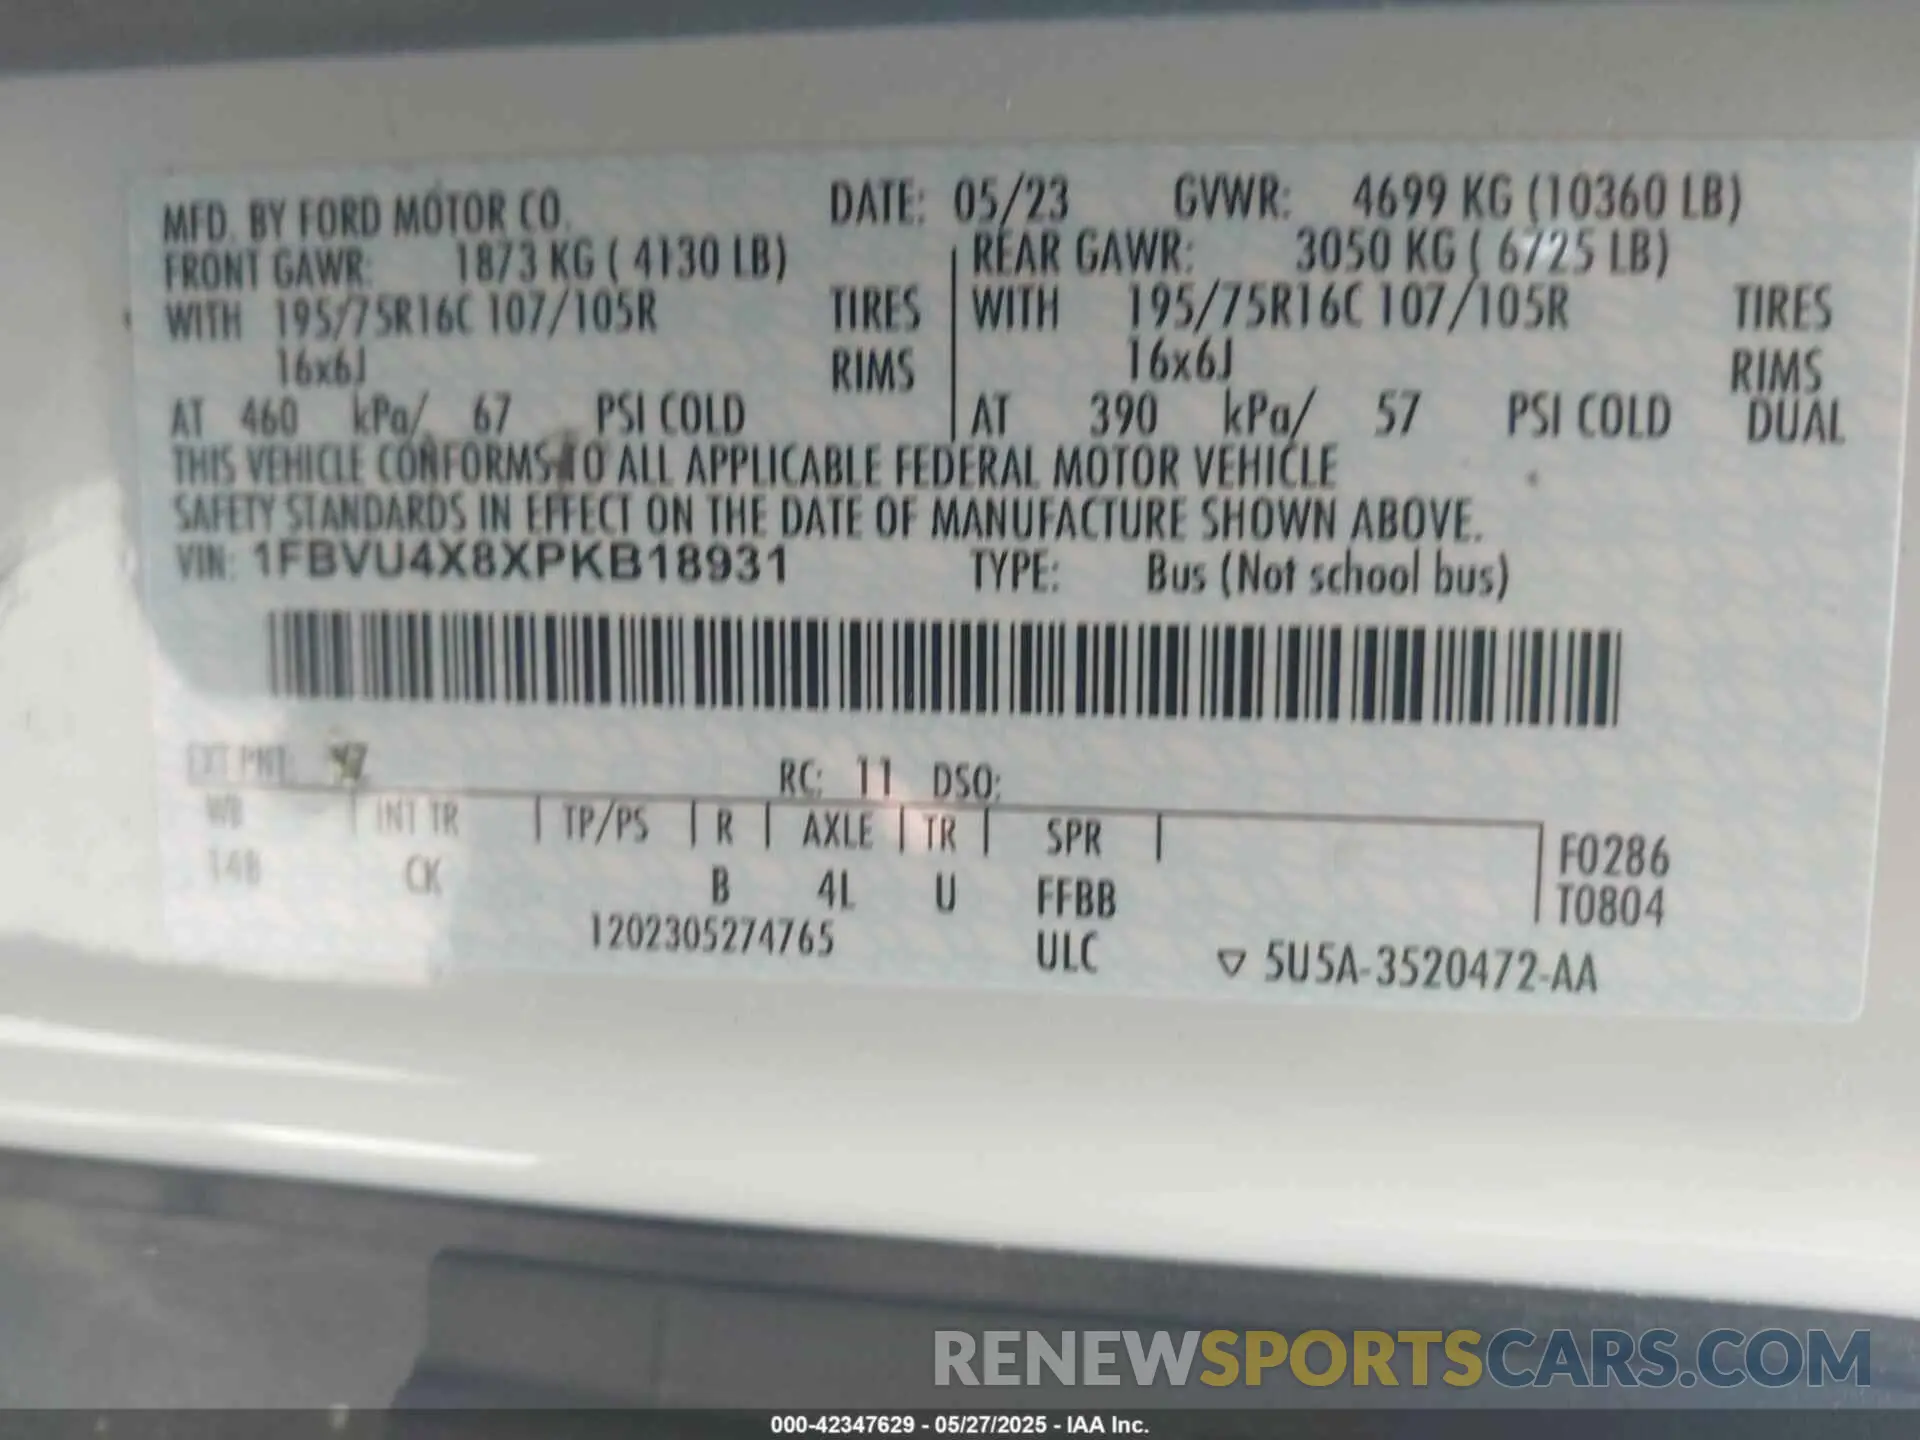 MFD. BY FORD MOTOR CO. DATE: 05/23 GVWR: 4699 KG (10360 LB)
FRONT GAWR: 1873 KG ( 4130 LB) REAR GAWR: 3050 KG ( 6725 LB)
WITH 195/75R16C 107/105R TIRES WITH 195/75R16C 107/105R TIRES
16x6J RIMS 16x6J RIMS
AT 460 kPa/ 67 PSI COLD AT 390 kPa/ 57 PSI COLD DUAL
THIS VEHICLE CONFORMS TO ALL APPLICABLE FEDERAL MOTOR VEHICLE
SAFETY STANDARDS IN EFFECT ON THE DATE OF MANUFACTURE SHOWN ABOVE.
VIN: 1FBVU4X8XPKB18931 TYPE: Bus (Not school bus)
EXT PNT: RC: 11 DSO:
WB INT TR TP/PS R AXLE TR SPR F0286
148 CK B 4L U FFBB T0804
1202305274765 ULC 5U5A-3520472-AA
RENEWSPORTSCARS.COM
000-42347629 - 05/27/2025 - IAA Inc.